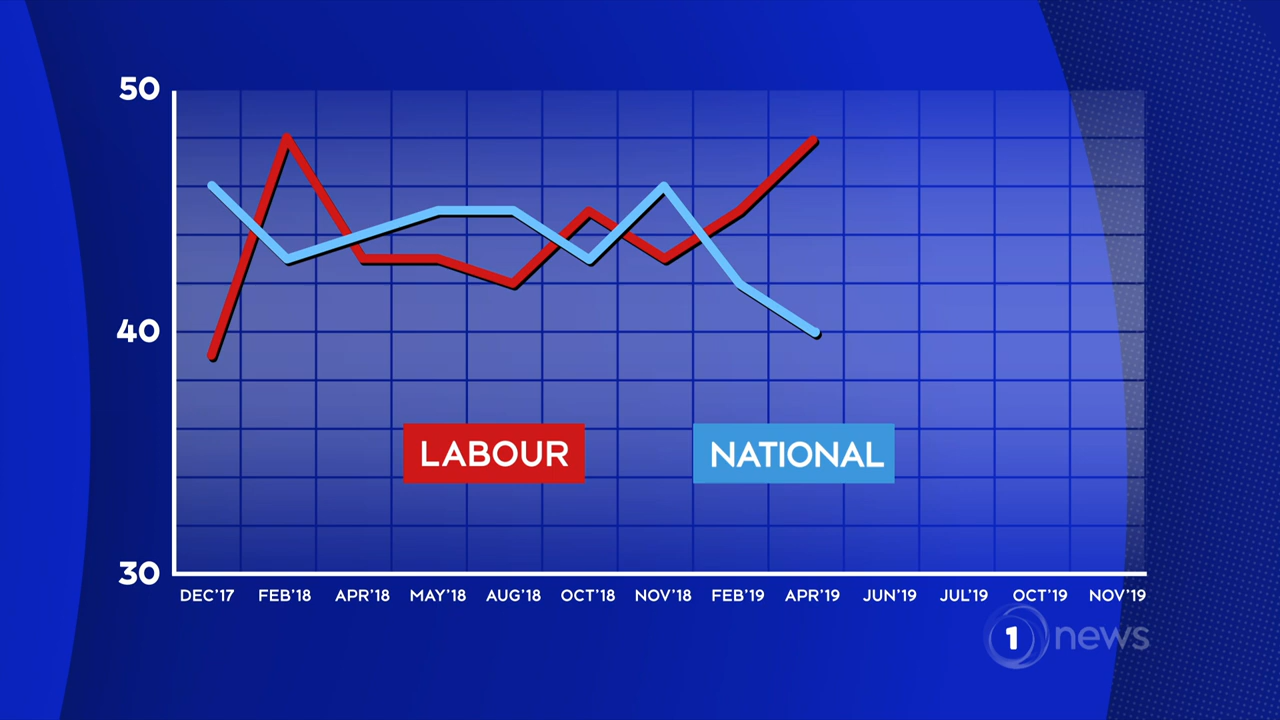 50
40
LABOUR
NATIONAL
30
DEC'17 FEB'18 APR'18 MAY'18 AUG'18 OCT'18 NOV'18 FEB'19 APR'19 JUN'19 JUL'19 OCT'19 NOV'19
1 news